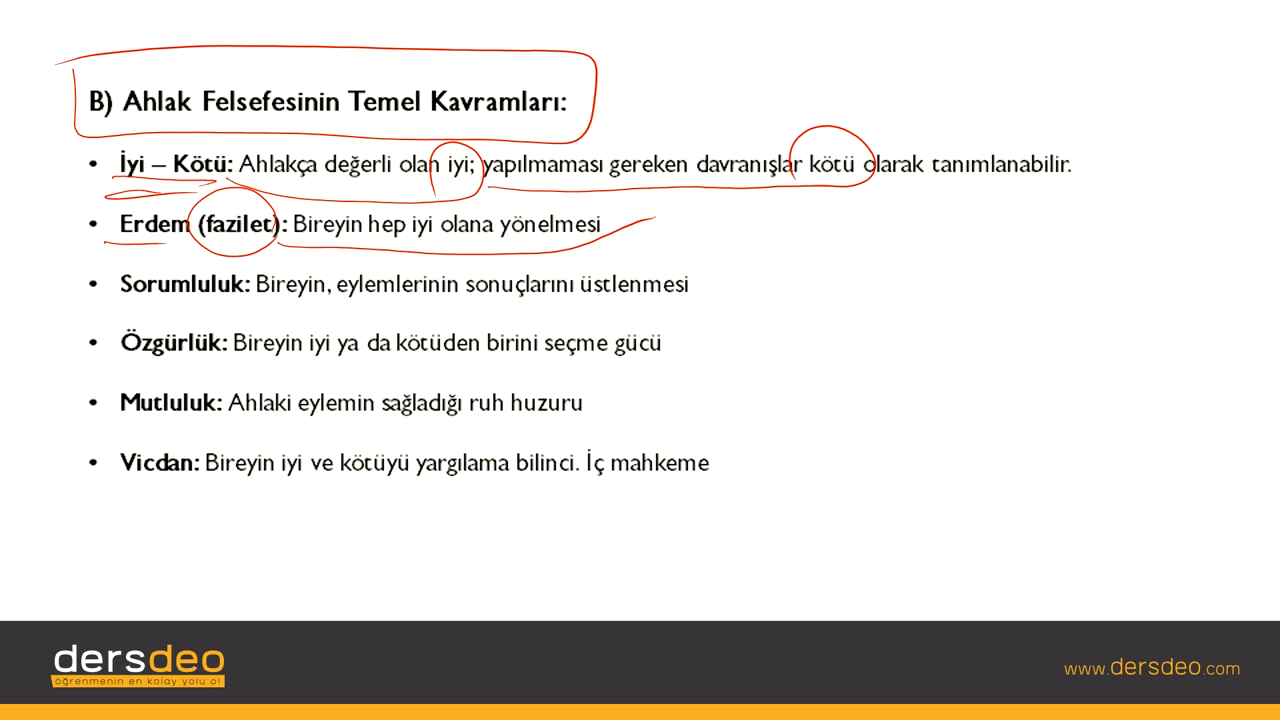 B) Ahlak Felsefesinin Temel Kavramları:
• İyi – Kötü: Ahlakça değerli olan iyi; yapılmaması gereken davranışlar kötü olarak tanımlanabilir.
• Erdem (fazilet): Bireyin hep iyi olana yönelmesi
• Sorumluluk: Bireyin, eylemlerinin sonuçlarını üstlenmesi
• Özgürlük: Bireyin iyi ya da kötüden birini seçme gücü
• Mutluluk: Ahlaki eylemin sağladığı ruh huzuru
• Vicdan: Bireyin iyi ve kötüyü yargılama bilinci. İç mahkeme
dersdeo
öğrenmenin en kolay yolu o!
www.dersdeo.com